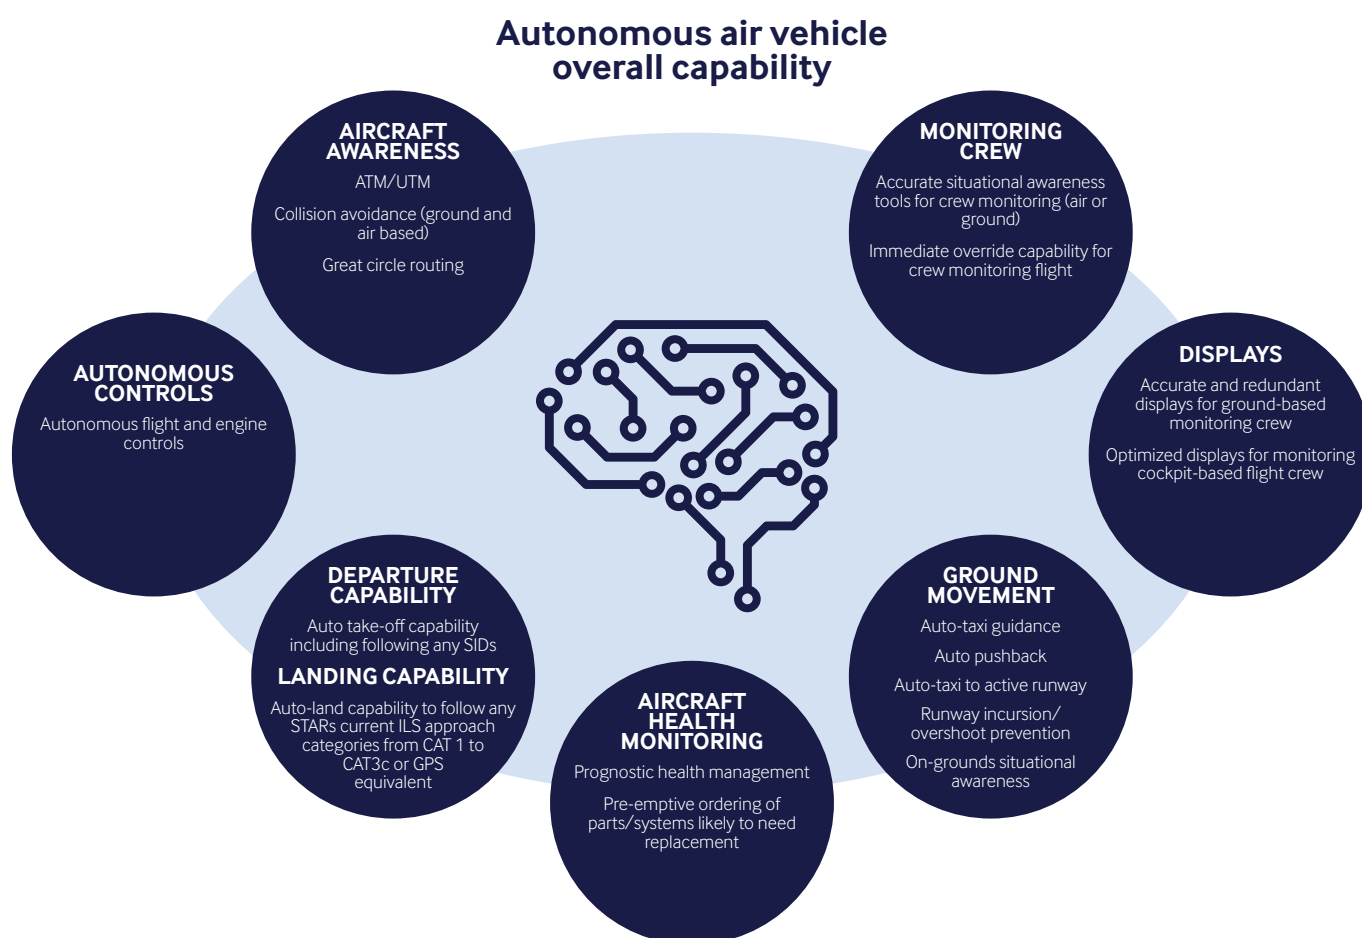 Autonomous air vehicle
overall capability
AIRCRAFT
AWARENESS
ATM/UTM
Collision avoidance (ground and
air based)
Great circle routing
MONITORING
CREW
Accurate situational awareness
tools for crew monitoring (air or
ground)
Immediate override capability for
crew monitoring flight
AUTONOMOUS
CONTROLS
Autonomous flight and engine
controls
DISPLAYS
Accurate and redundant
displays for ground-based
monitoring crew
Optimized displays for monitoring
cockpit-based flight crew
DEPARTURE
CAPABILITY
Auto take-off capability
including following any SIDs
LANDING CAPABILITY
Auto-land capability to follow any
STARs current ILS approach
categories from CAT 1 to
CAT3c or GPS
equivalent
AIRCRAFT
HEALTH
MONITORING
Prognostic health management
Pre-emptive ordering of
parts/systems likely to need
replacement
GROUND
MOVEMENT
Auto-taxi guidance
Auto pushback
Auto-taxi to active runway
Runway incursion/
overshoot prevention
On-grounds situational
awareness